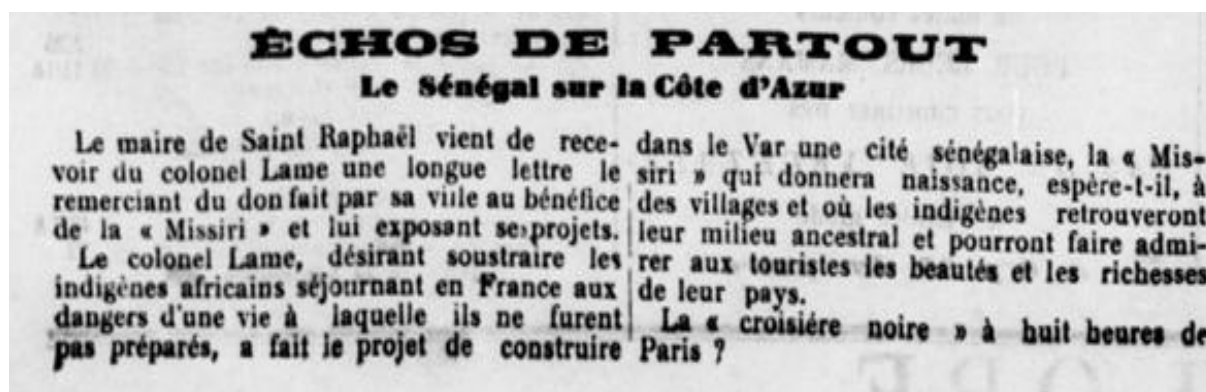 ÉCHOS DE PARTOUT
Le Sénégal sur la Côte d'Azur
Le maire de Saint Raphaël vient de rece-
voir du colonel Lame une longue lettre le
remerciant du don fait par sa ville au bénéfice
de la « Missiri » et lui exposant ses projets.
Le colonel Lame, désirant soustraire les
indigènes africains séjournant en France aux
dangers d'une vie à laquelle ils ne furent
pas préparés, a fait le projet de construire
dans le Var une cité sénégalaise, la « Mis-
siri » qui donnera naissance, espère-t-il, à
des villages et où les indigènes retrouveront
leur milieu ancestral et pourront faire admi-
rer aux touristes les beautés et les richesses
de leur pays.
La « croisiére noire » à huit heures de
Paris ?